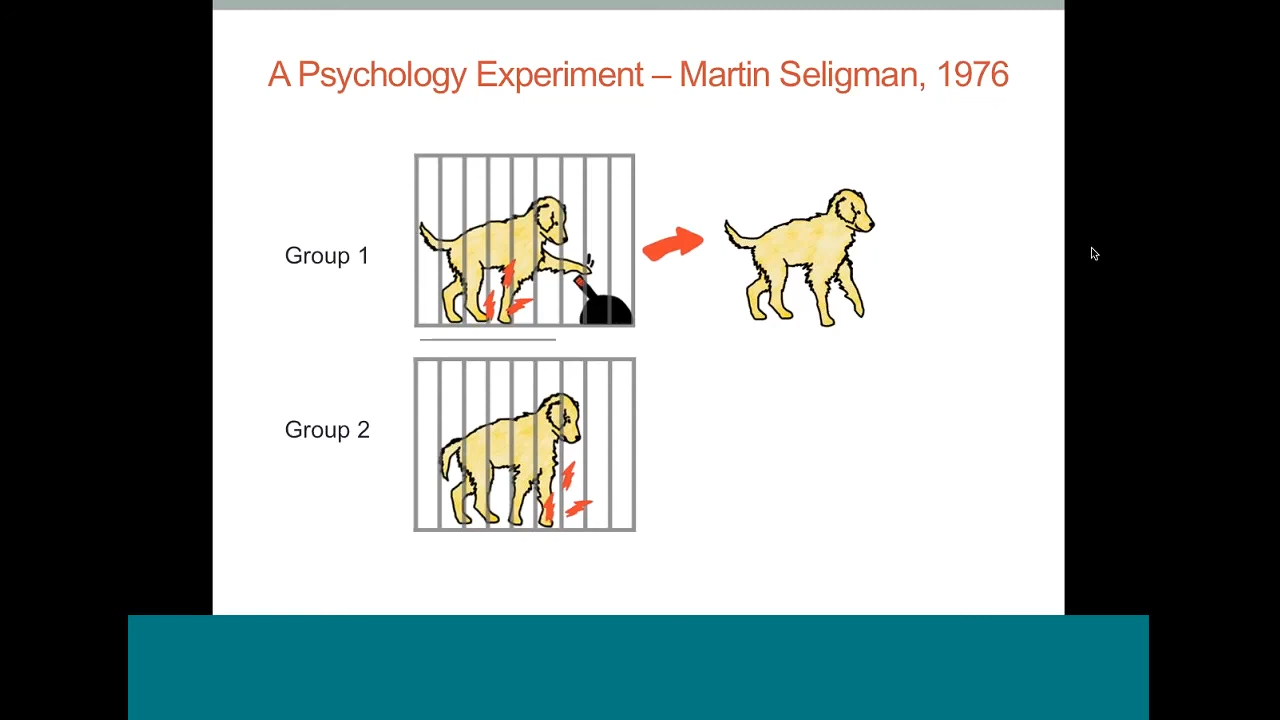 A Psychology Experiment – Martin Seligman, 1976
Group 1
Group 2